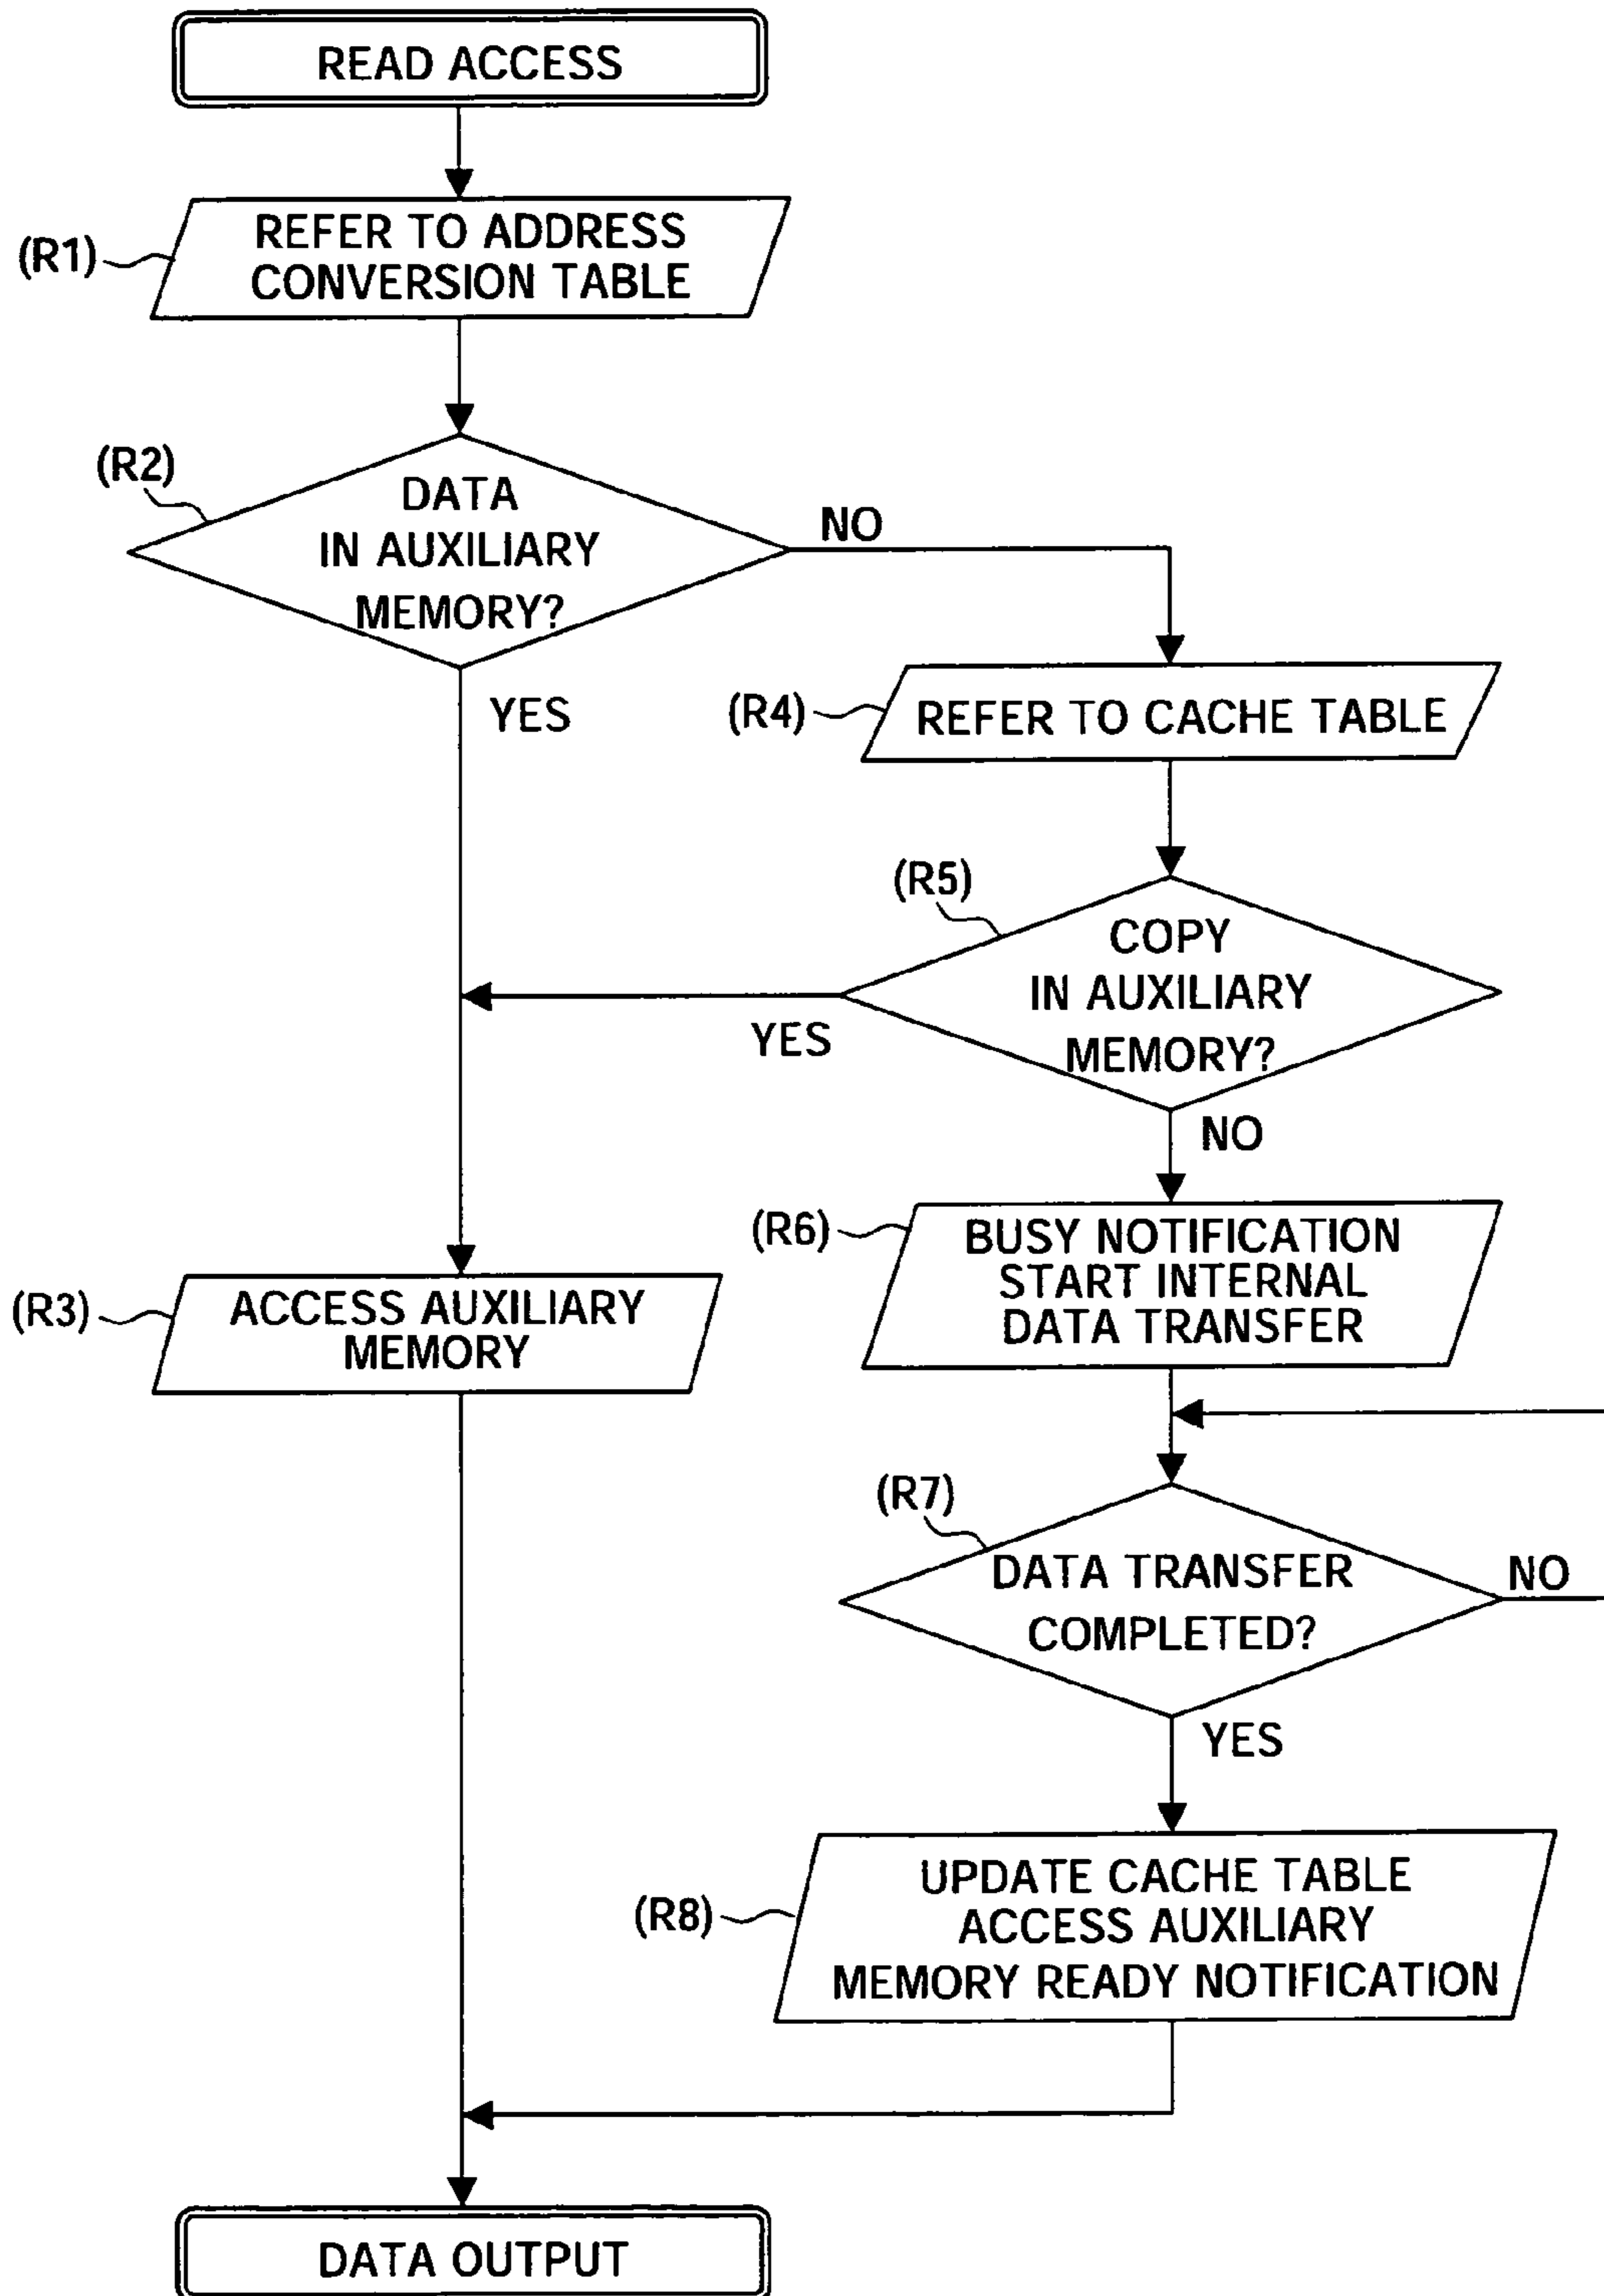 READ ACCESS
(R1)
REFER TO ADDRESS
CONVERSION TABLE
(R2)
DATA
IN AUXILIARY
MEMORY?
NO
YES
(R4)
REFER TO CACHE TABLE
(R5)
COPY
IN AUXILIARY
MEMORY?
YES
NO
(R3)
ACCESS AUXILIARY
MEMORY
(R6)
BUSY NOTIFICATION
START INTERNAL
DATA TRANSFER
(R7)
DATA TRANSFER
COMPLETED?
NO
YES
(R8)
UPDATE CACHE TABLE
ACCESS AUXILIARY
MEMORY READY NOTIFICATION
DATA OUTPUT